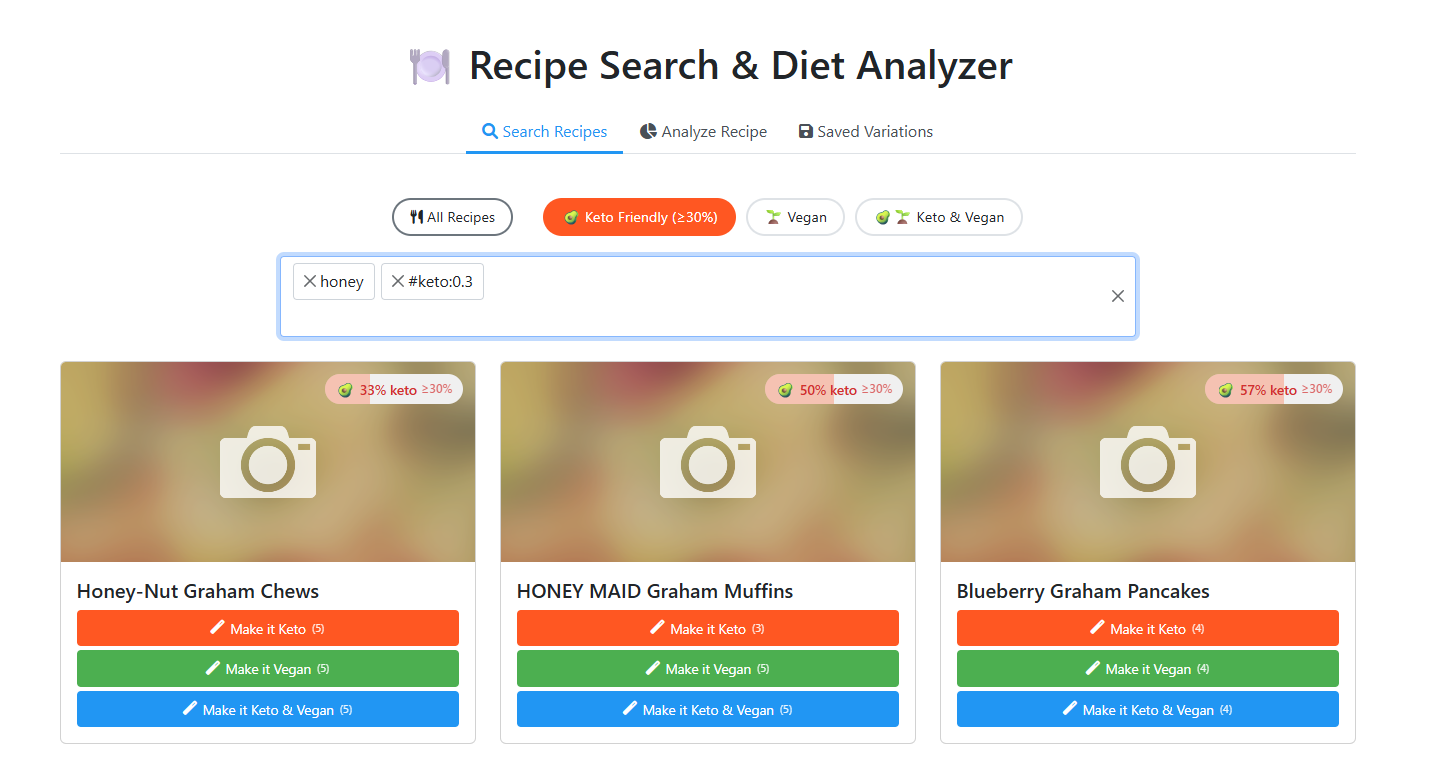 Recipe Search & Diet Analyzer
Search Recipes Analyze Recipe Saved Variations
All Recipes Keto Friendly (≥30%) Vegan Keto & Vegan
honey #keto:0.3
33% keto ≥30%
50% keto ≥30%
57% keto ≥30%
Honey-Nut Graham Chews
Make it Keto (5)
Make it Vegan (5)
Make it Keto & Vegan (5)
HONEY MAID Graham Muffins
Make it Keto (3)
Make it Vegan (5)
Make it Keto & Vegan (5)
Blueberry Graham Pancakes
Make it Keto (4)
Make it Vegan (4)
Make it Keto & Vegan (4)